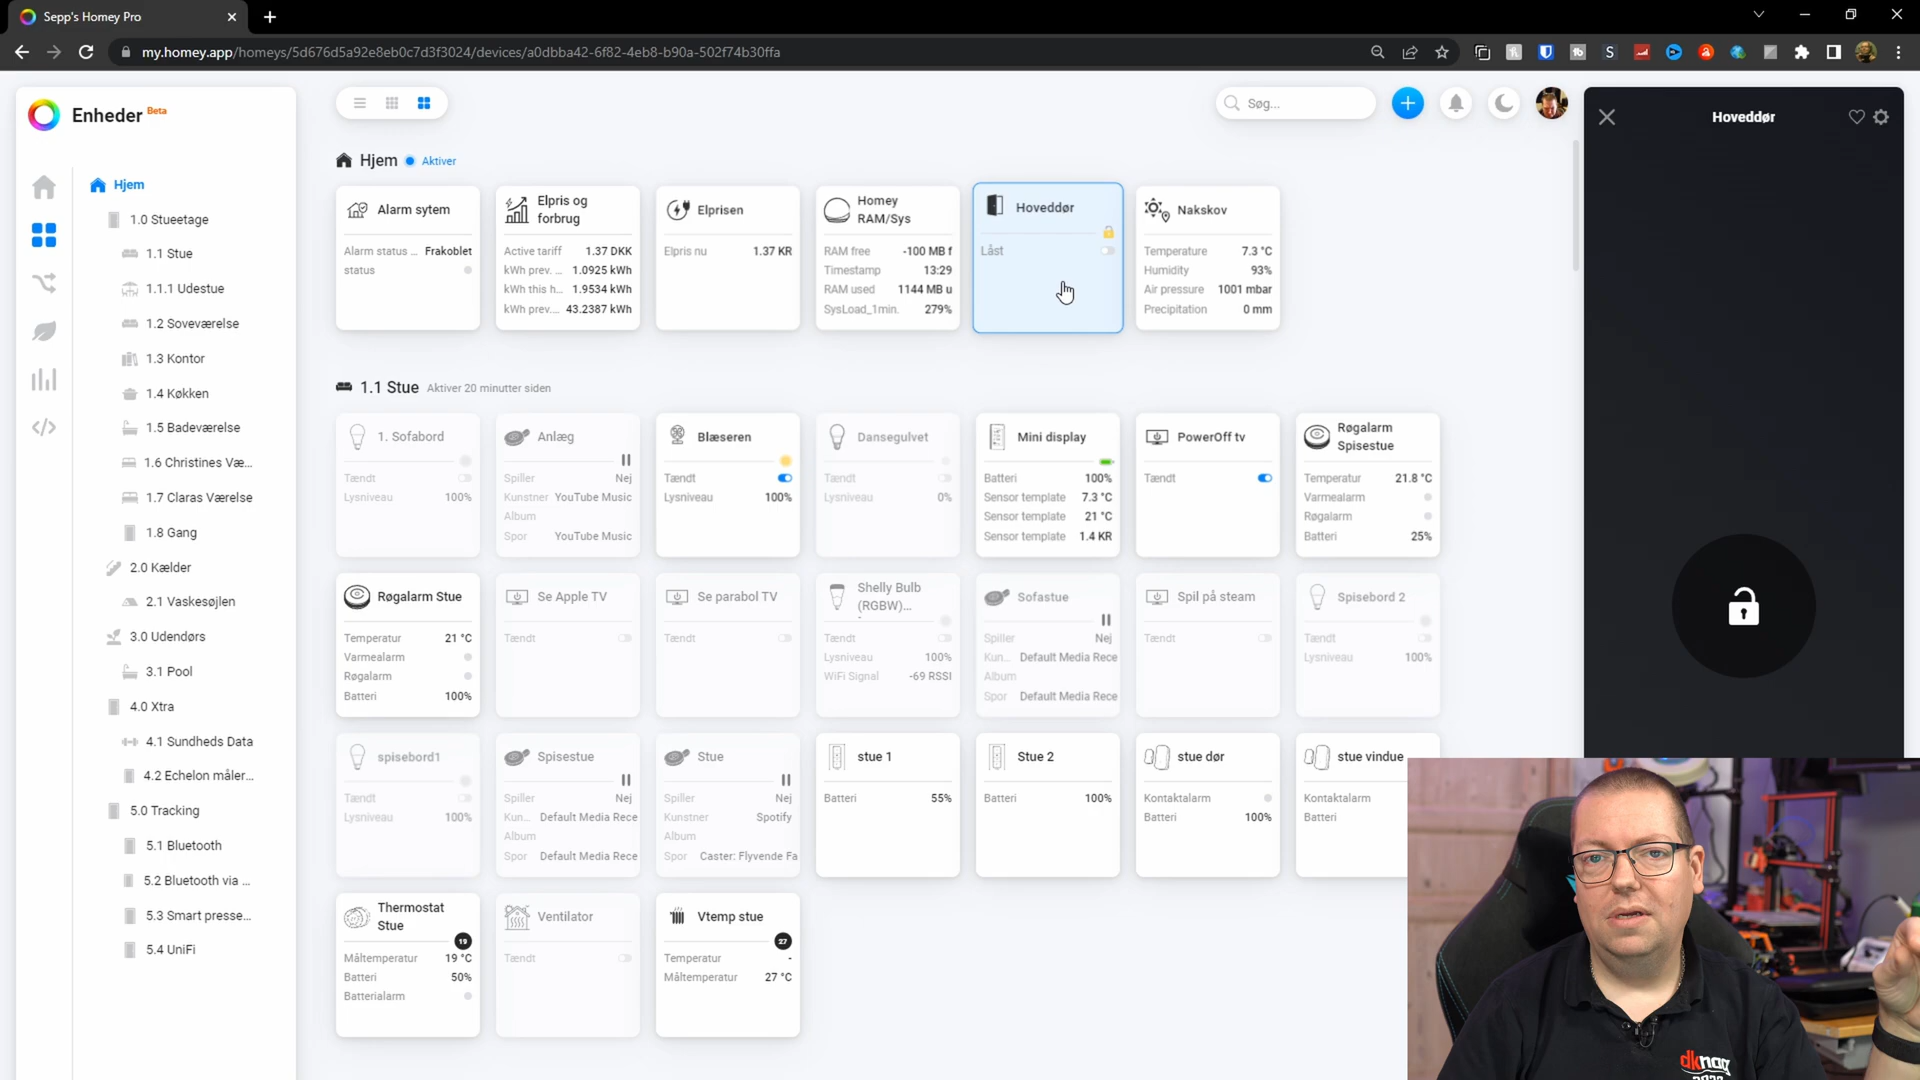 Sepp's Homey Pro
my.homey.app/homeys/5d676d5a92e8eb0c7d3f3024/devices/a0dbba42-6f82-4eb8-b90a-502f74b30ffa
Enheder Beta
Søg...
Hoveddør
Hjem
1.0 Stueetage
1.1 Stue
1.1.1 Udestue
1.2 Soveværelse
1.3 Kontor
1.4 Køkken
1.5 Badeværelse
1.6 Christines Væ...
1.7 Claras Værelse
1.8 Gang
2.0 Kælder
2.1 Vaskesøjlen
3.0 Udendørs
3.1 Pool
4.0 Xtra
4.1 Sundheds Data
4.2 Echelon måler...
5.0 Tracking
5.1 Bluetooth
5.2 Bluetooth via ...
5.3 Smart presse...
5.4 UniFi
Hjem Aktiver
Alarm sytem
Alarm status ... Frakoblet
status
Elpris og
forbrug
Active tariff 1.37 DKK
kWh prev. ... 1.0925 kWh
kWh this h... 1.9534 kWh
kWh prev.... 43.2387 kWh
Elprisen
Elpris nu 1.37 KR
Homey
RAM/Sys
RAM free -100 MB f
Timestamp 13:29
RAM used 1144 MB u
SysLoad_1min. 279%
Hoveddør
Låst
Nakskov
Temperature 7.3 °C
Humidity 93%
Air pressure 1001 mbar
Precipitation 0 mm
1.1 Stue Aktiver 20 minutter siden
1. Sofabord
Tændt
Lysniveau 100%
Anlæg
Spiller Nej
Kunstner YouTube Music
Album
Spor YouTube Music
Blæseren
Tændt
Lysniveau 100%
Dansegulvet
Tændt
Lysniveau 0%
Mini display
Batteri 100%
Sensor template 7.3 °C
Sensor template 21 °C
Sensor template 1.4 KR
PowerOff tv
Tændt
Røgalarm
Spisestue
Temperatur 21.8 °C
Varmealarm
Røgalarm
Batteri 25%
Røgalarm Stue
Temperatur 21 °C
Varmealarm
Røgalarm
Batteri 100%
Se Apple TV
Tændt
Se parabol TV
Tændt
Shelly Bulb
(RGBW)...
Tændt
Lysniveau 100%
WiFi Signal -69 RSSI
Sofastue
Spiller Nej
Kun... Default Media Rece
Album
Spor Default Media Rece
Spil på steam
Tændt
Spisebord 2
Tændt
Lysniveau 100%
spisebord1
Tændt
Lysniveau 100%
Spisestue
Spiller Nej
Kun... Default Media Rece
Album
Spor Default Media Rece
Stue
Spiller Nej
Kunstner Spotify
Album
Spor Caster: Flyvende Fa
stue 1
Batteri 55%
Stue 2
Batteri 100%
stue dør
Kontaktalarm
Batteri 100%
stue vindue
Kontaktalarm
Batteri
Thermostat
Stue
19
Måltemperatur 19 °C
Batteri 50%
Batterialarm
Ventilator
Tændt
Vtemp stue
27
Temperatur -
Måltemperatur 27 °C
dknog